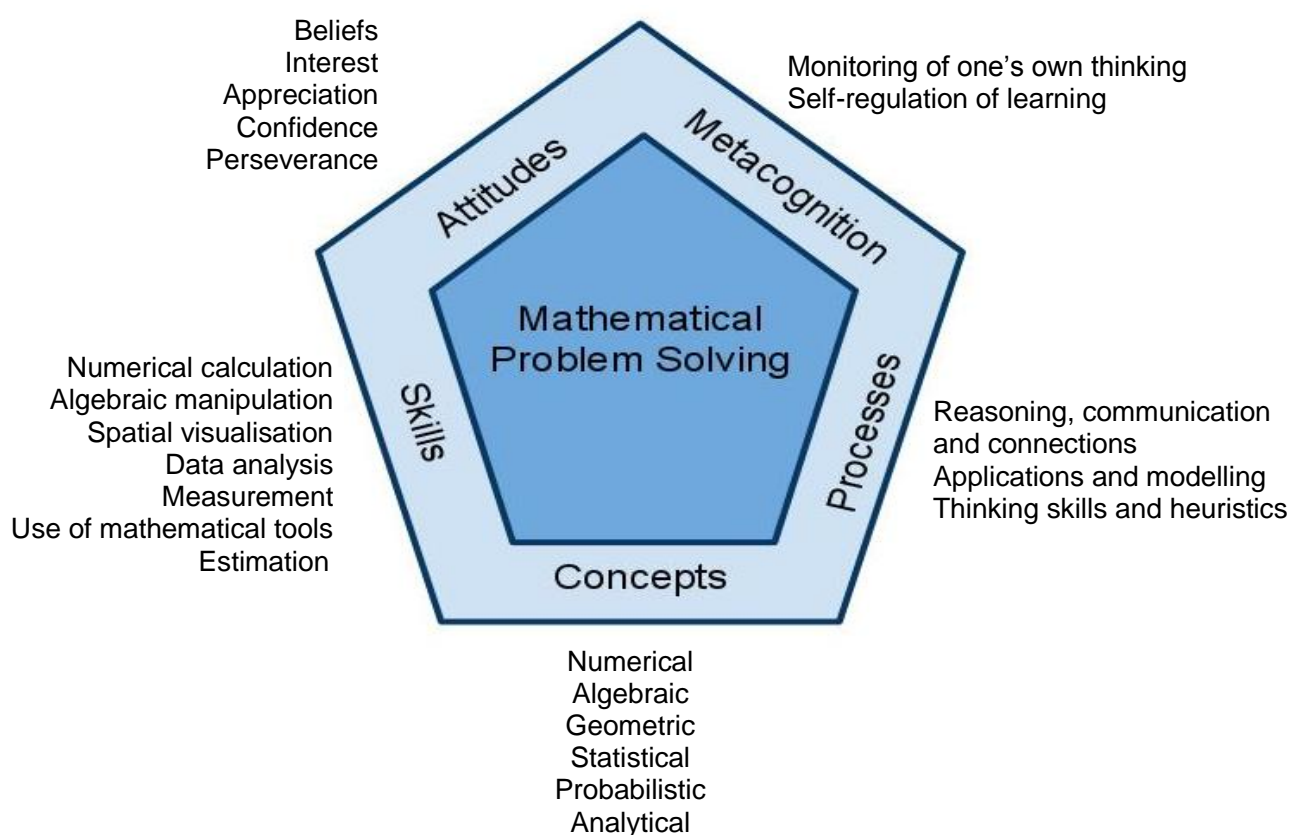 Beliefs
Interest
Appreciation
Confidence
Perseverance
Monitoring of one’s own thinking
Self-regulation of learning
Attitudes
Metacognition
Mathematical
Problem Solving
Numerical calculation
Algebraic manipulation
Spatial visualisation
Data analysis
Measurement
Use of mathematical tools
Estimation
Skills
Processes
Reasoning, communication
and connections
Applications and modelling
Thinking skills and heuristics
Concepts
Numerical
Algebraic
Geometric
Statistical
Probabilistic
Analytical